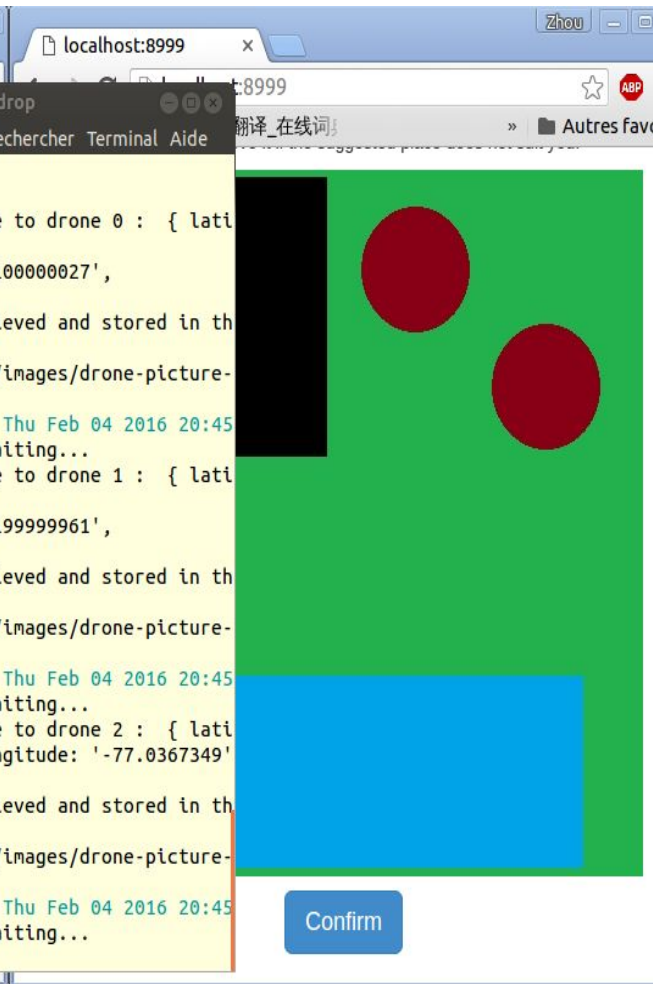 Zhou
localhost:8999
:8999
ABP
翻译_在线词
» Autres favo
drop
echercher Terminal Aide
to drone 0 : { lati
00000027',
eved and stored in th
/images/drone-picture-
Thu Feb 04 2016 20:45
iting...
to drone 1 : { lati
99999961',
eved and stored in th
/images/drone-picture-
Thu Feb 04 2016 20:45
iting...
to drone 2 : { lati
gitude: '-77.0367349'
eved and stored in th
/images/drone-picture-
Thu Feb 04 2016 20:45
iting...
Confirm